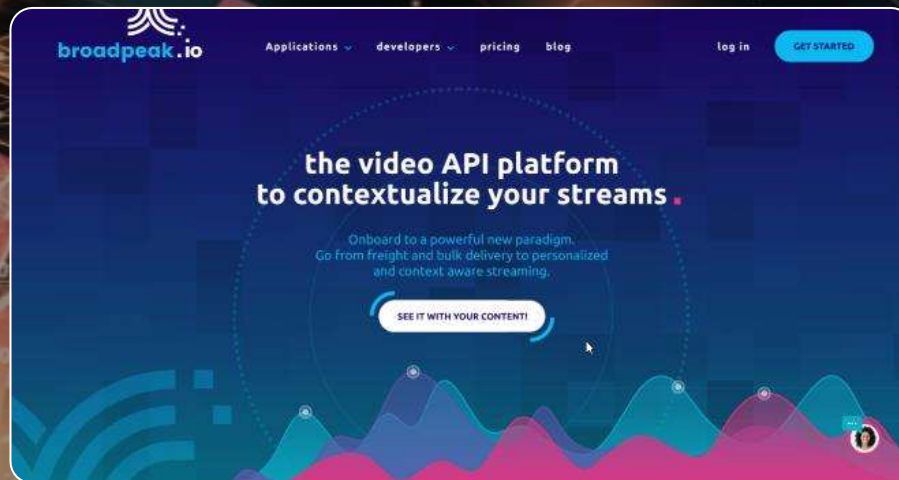 broadpeak.io
Applications developers pricing blog log in GET STARTED
the video API platform
to contextualize your streams.
Onboard to a powerful new paradigm.
Go from freight and bulk delivery to personalized
and context aware streaming.
SEE IT WITH YOUR CONTENT!